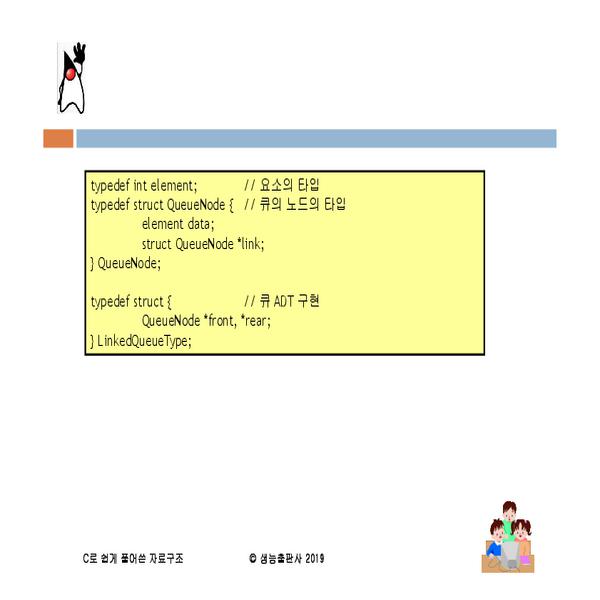 typedef int element; // 요소의 타입
typedef struct QueueNode { // 큐의 노드의 타입
element data;
struct QueueNode *link;
} QueueNode;
typedef struct { // 큐 ADT 구현
QueueNode *front, *rear;
} LinkedQueueType;
C로 쉽게 풀어쓴 자료구조 © 생능출판사 2019